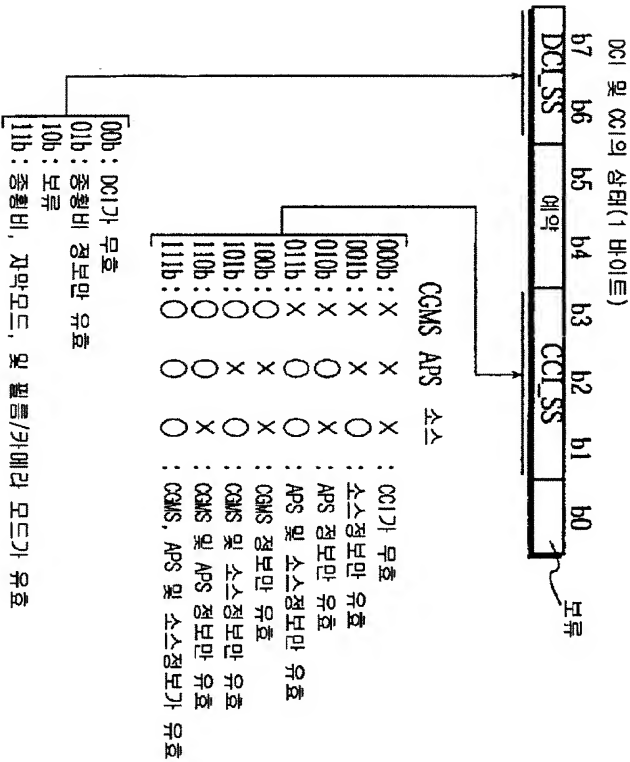 DCI 및 CCI의 상태(1 바이트)
b7 b6 b5 b4 b3 b2 b1 b0
DCI_SS 예약 CCI_SS
보류
CGMS APS 소스
000b : X X X : CCI가 무효
001b : X X O : 소스정보만 유효
010b : X O X : APS 정보만 유효
011b : X O O : APS 및 소스정보만 유효
100b : O X X : CGMS 정보만 유효
101b : O X O : CGMS 및 소스정보만 유효
110b : O O X : CGMS 및 APS 정보만 유효
111b : O O O : CGMS, APS 및 소스정보가 유효
00b : DCI가 무효
01b : 종횡비 정보만 유효
10b : 보류
11b : 종횡비, 자막모드, 및 필름/카메라 모드가 유효